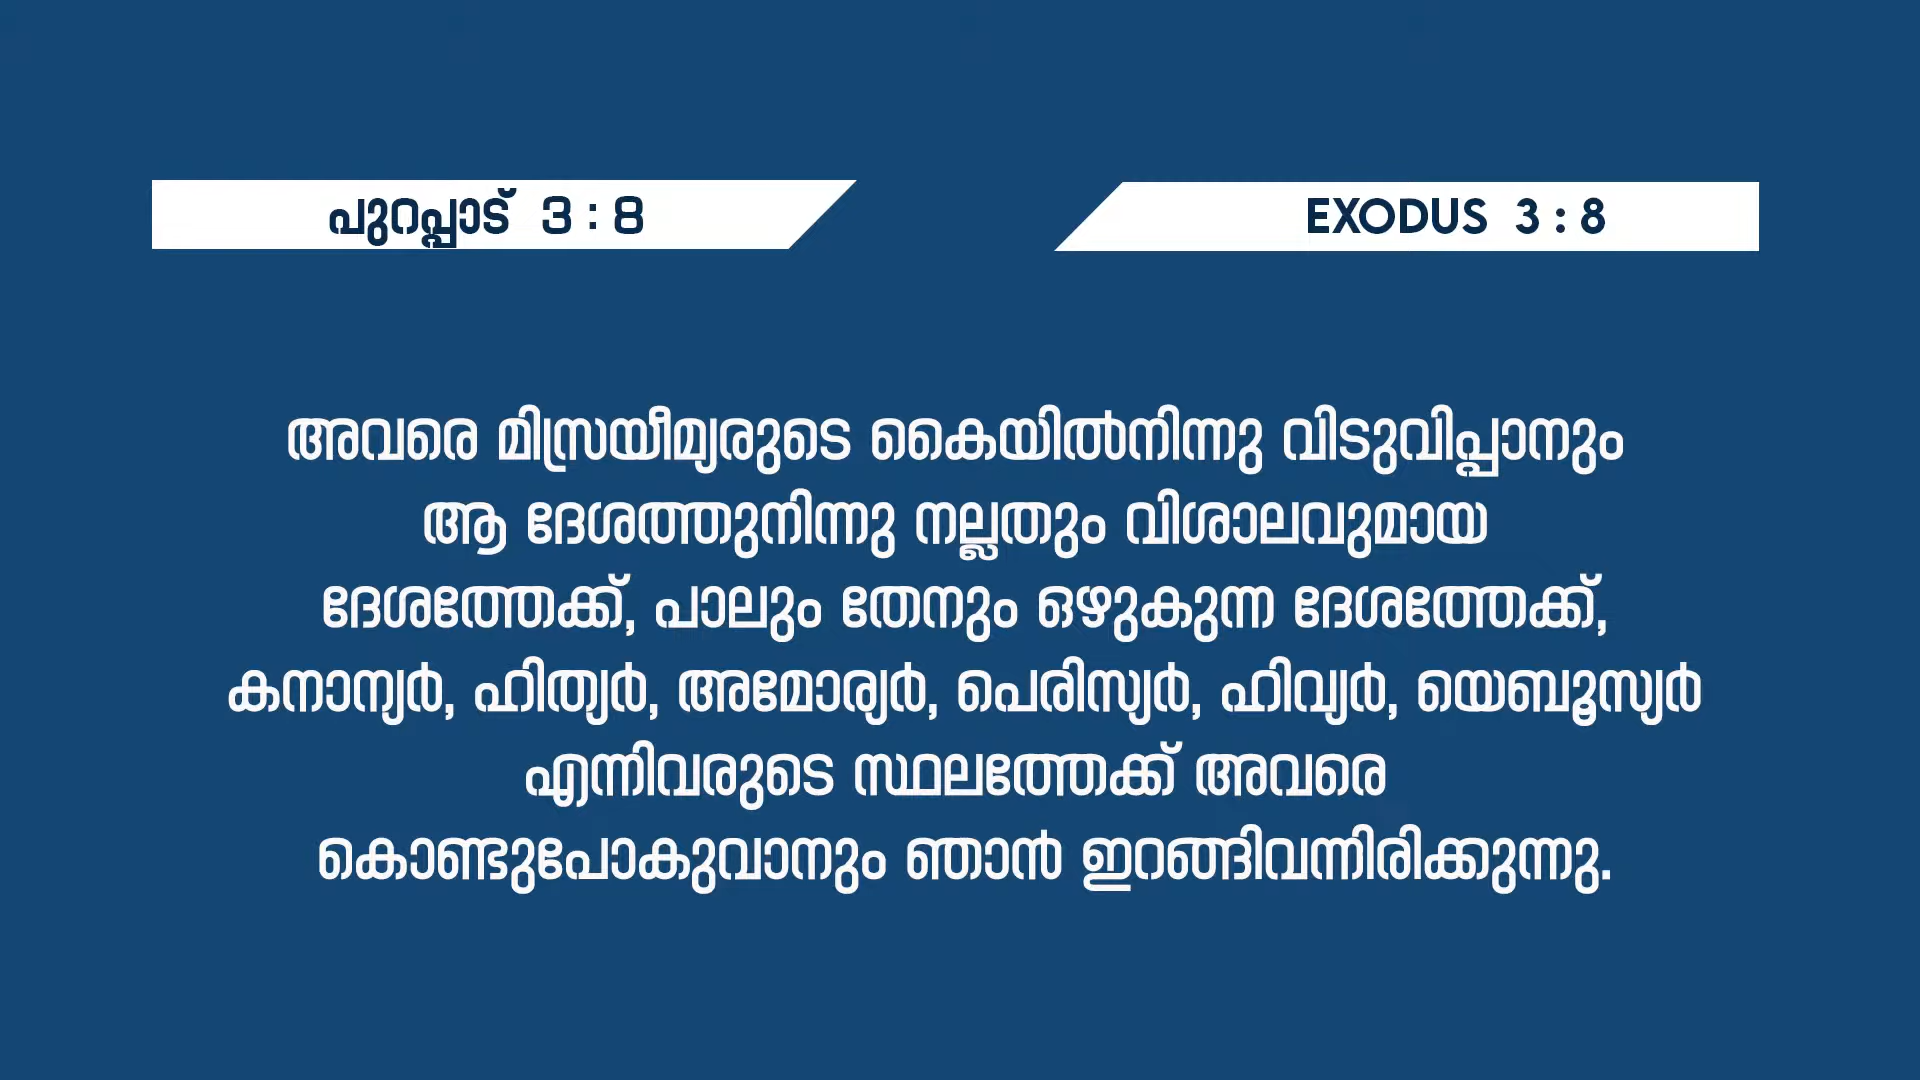 പുറപ്പാട് 3 : 8
EXODUS 3 : 8
അവരെ മിസ്രയീമ്യരുടെ കൈയിൽനിന്നു വിടുവിപ്പാനും
ആ ദേശത്തുനിന്നു നല്ലതും വിശാലവുമായ
ദേശത്തേക്ക്, പാലും തേനും ഒഴുകുന്ന ദേശത്തേക്ക്,
കനാന്യർ, ഹിത്യർ, അമോര്യർ, പെരിസ്യർ, ഹിവ്യർ, യെബൂസ്യർ
എന്നിവരുടെ സ്ഥലത്തേക്ക് അവരെ
കൊണ്ടുപോകുവാനും ഞാൻ ഇറങ്ങിവന്നിരിക്കുന്നു.